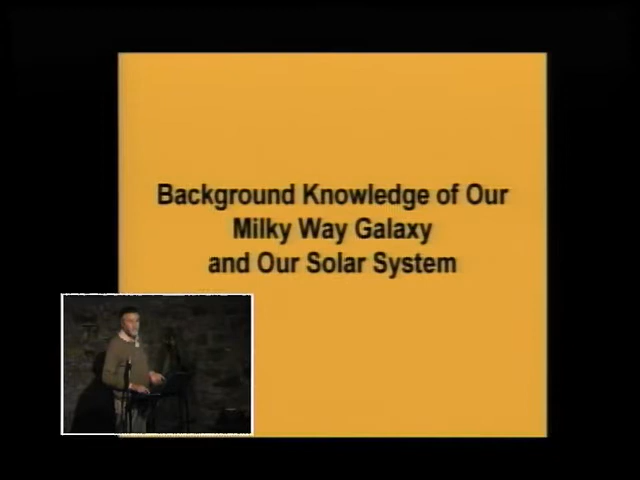 Background Knowledge of Our
Milky Way Galaxy
and Our Solar System